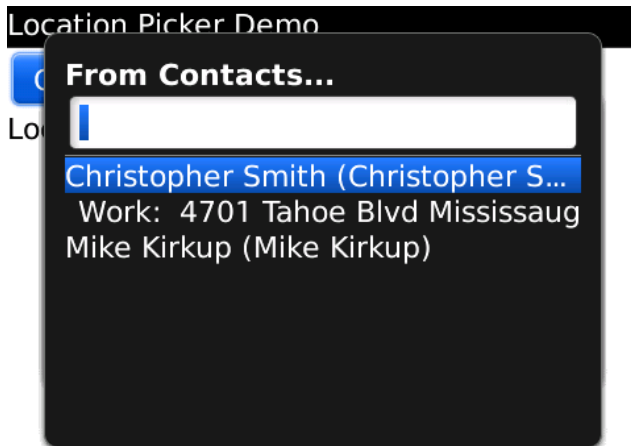 Location Picker Demo
From Contacts...
Christopher Smith (Christopher S...
Work: 4701 Tahoe Blvd Mississaug
Mike Kirkup (Mike Kirkup)